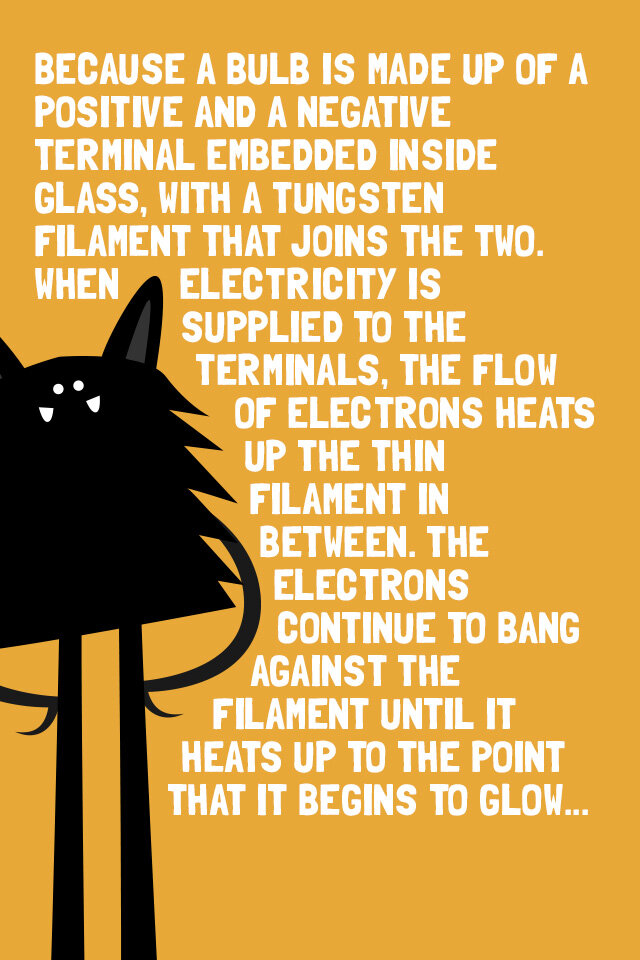 BECAUSE A BULB IS MADE UP OF A
POSITIVE AND A NEGATIVE
TERMINAL EMBEDDED INSIDE
GLASS, WITH A TUNGSTEN
FILAMENT THAT JOINS THE TWO.
WHEN ELECTRICITY IS
SUPPLIED TO THE
TERMINALS, THE FLOW
OF ELECTRONS HEATS
UP THE THIN
FILAMENT IN
BETWEEN. THE
ELECTRONS
CONTINUE TO BANG
AGAINST THE
FILAMENT UNTIL IT
HEATS UP TO THE POINT
THAT IT BEGINS TO GLOW...